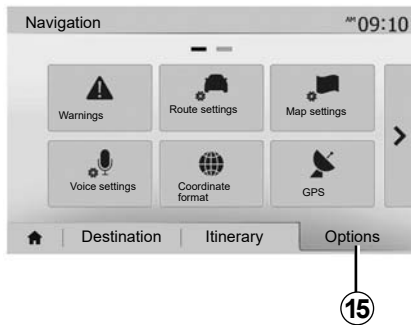 Navigation
AM 09:10
Warnings
Route settings
Map settings
Voice settings
Coordinate
format
GPS
Destination
Itinerary
Options
15